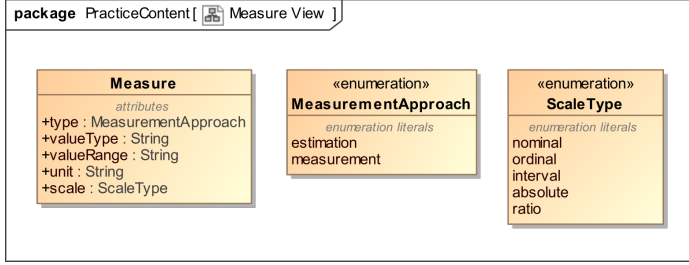 package PracticeContent [ Measure View ]
Measure
attributes
+type : MeasurementApproach
+valueType : String
+valueRange : String
+unit : String
+scale : ScaleType
«enumeration»
MeasurementApproach
enumeration literals
estimation
measurement
«enumeration»
ScaleType
enumeration literals
nominal
ordinal
interval
absolute
ratio